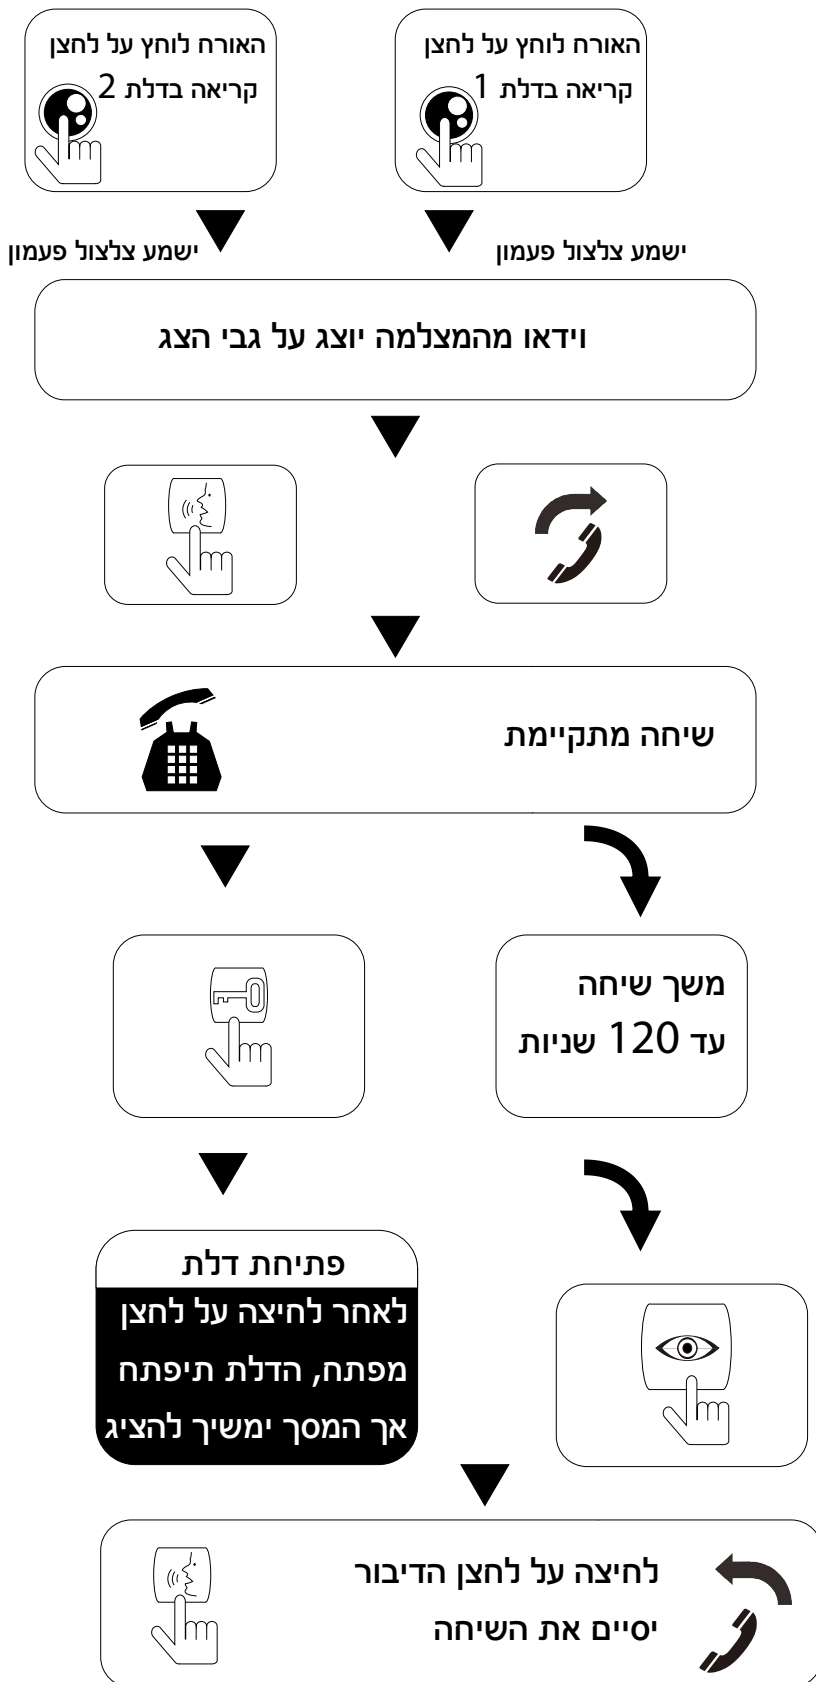 האורח לוחץ על לחצן
קריאה בדלת 1
האורח לוחץ על לחצן
קריאה בדלת 2
ישמע צלצול פעמון
ישמע צלצול פעמון
וידאו מהמצלמה יוצג על גבי הצג
שיחה מתקיימת
משך שיחה
עד 120 שניות
פתיחת דלת
לאחר לחיצה על לחצן
מפתח, הדלת תיפתח
אך המסך ימשיך להציג
לחיצה על לחצן הדיבור
יסיים את השיחה